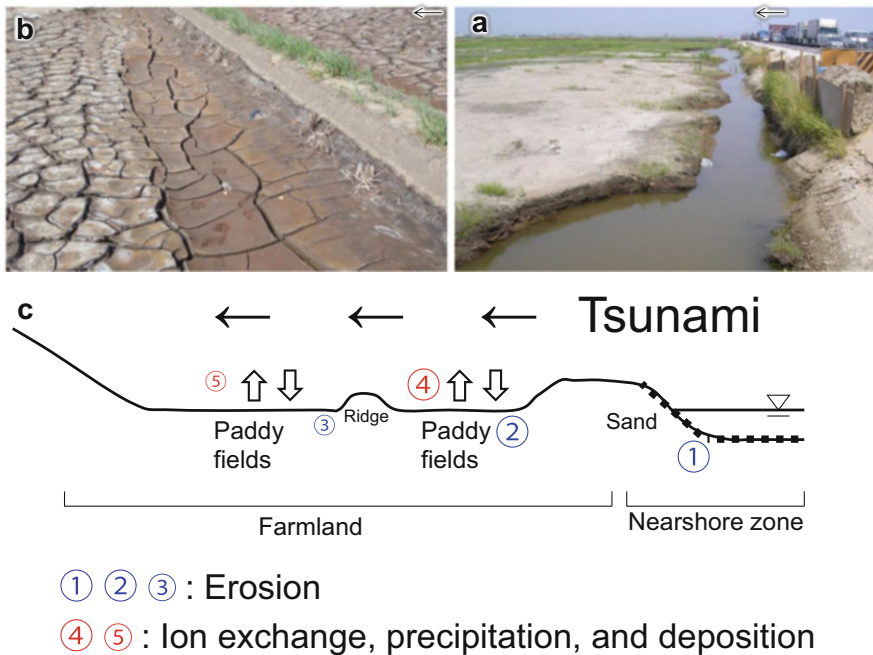 b
a
c
Tsunami
⑤
④
③
Ridge
Paddy
fields
Paddy
fields
②
Sand
①
Farmland
Nearshore zone
① ② ③ : Erosion
④ ⑤ : Ion exchange, precipitation, and deposition